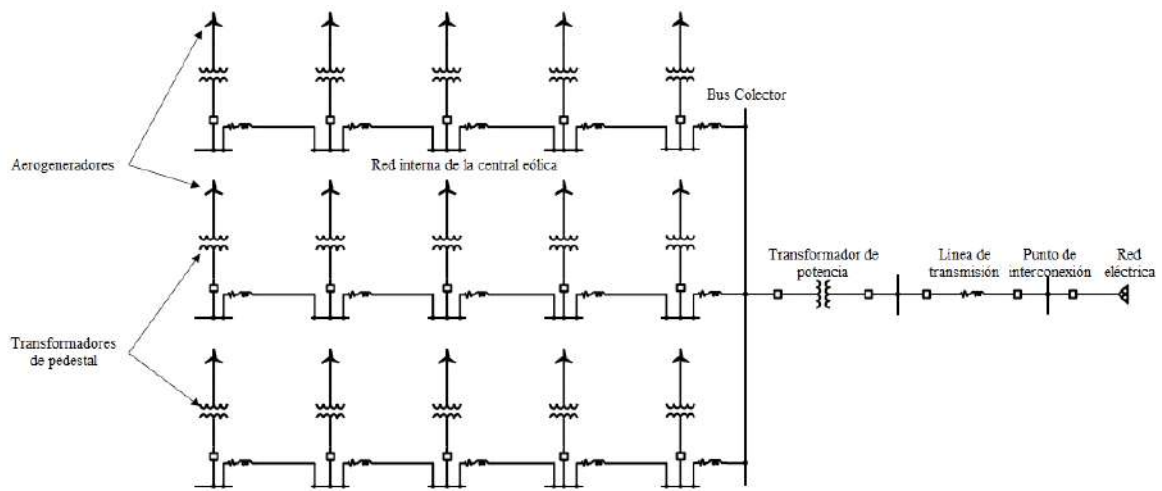 Bus Colector
Aerogeneradores
Red interna de la central eólica
Transformador de
potencia
Línea de
transmisión
Punto de
interconexión
Red
eléctrica
Transformadores
de pedestal